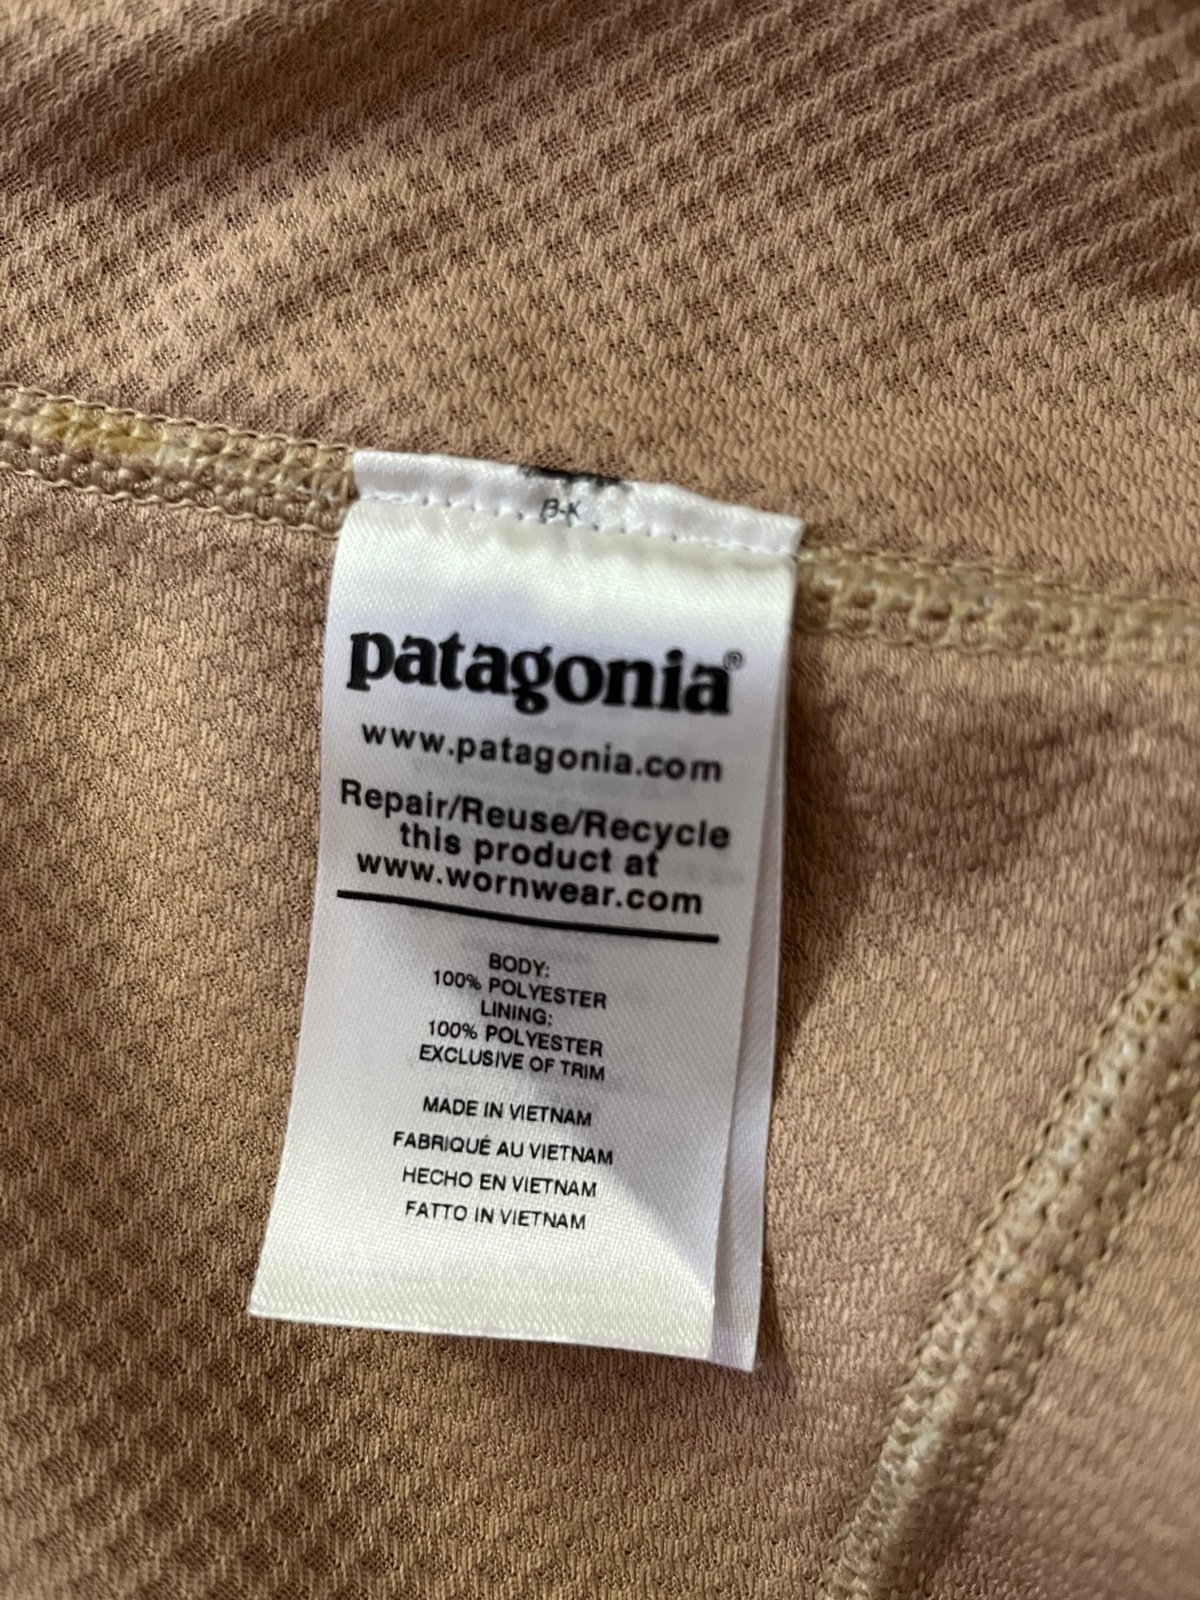 B-K
patagonia®
www.patagonia.com
Repair/Reuse/Recycle
this product at
www.wornwear.com
BODY:
100% POLYESTER
LINING:
100% POLYESTER
EXCLUSIVE OF TRIM
MADE IN VIETNAM
FABRIQUÉ AU VIETNAM
HECHO EN VIETNAM
FATTO IN VIETNAM